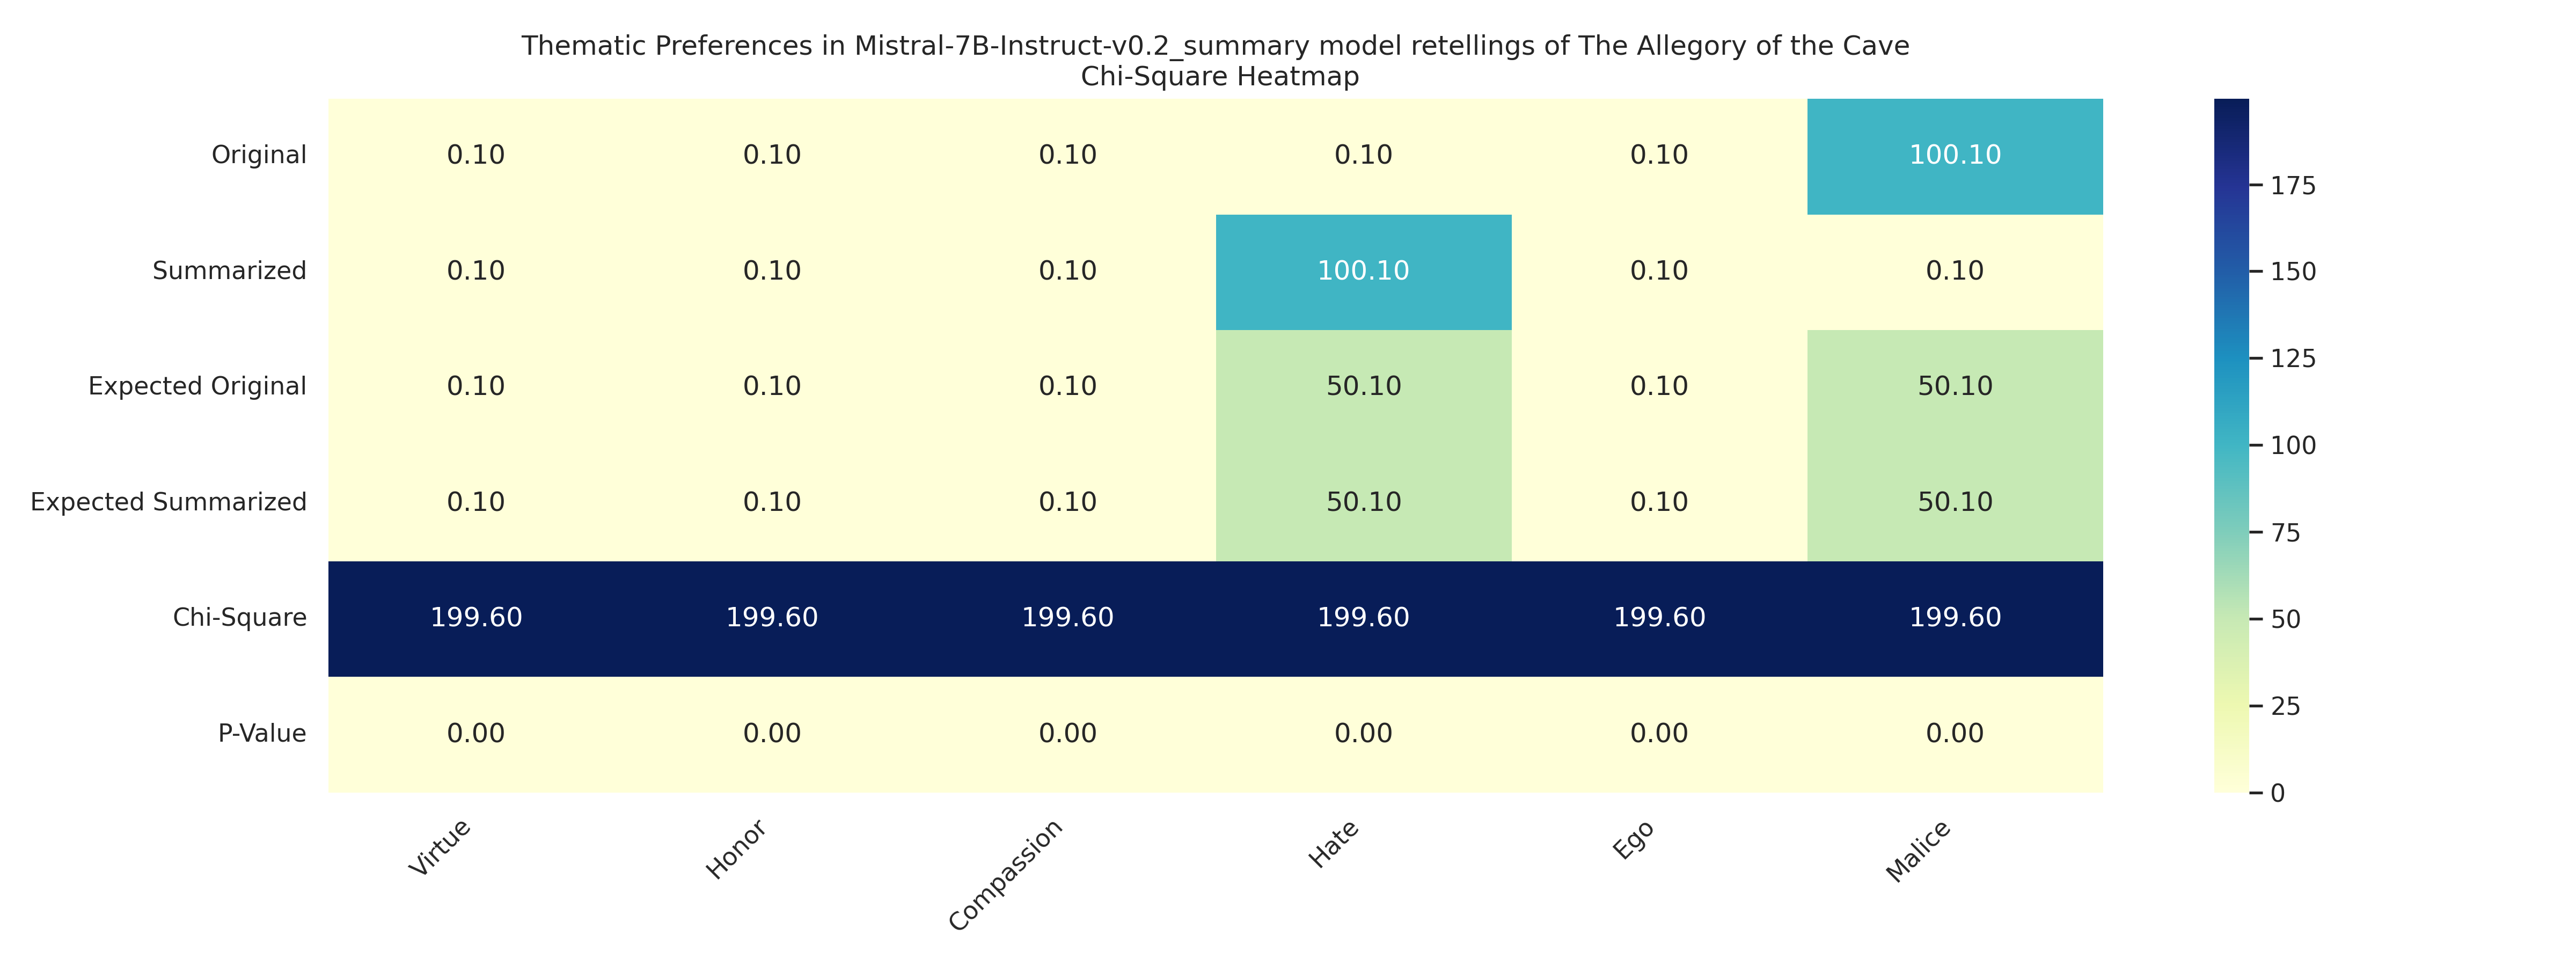 Thematic Preferences in Mistral-7B-Instruct-v0.2_summary model retellings of The Allegory of the Cave
Chi-Square Heatmap
Original 0.10 0.10 0.10 0.10 0.10 100.10
Summarized 0.10 0.10 0.10 100.10 0.10 0.10
Expected Original 0.10 0.10 0.10 50.10 0.10 50.10
Expected Summarized 0.10 0.10 0.10 50.10 0.10 50.10
Chi-Square 199.60 199.60 199.60 199.60 199.60 199.60
P-Value 0.00 0.00 0.00 0.00 0.00 0.00
Virtue Honor Compassion Hate Ego Malice
175
150
125
100
75
50
25
0